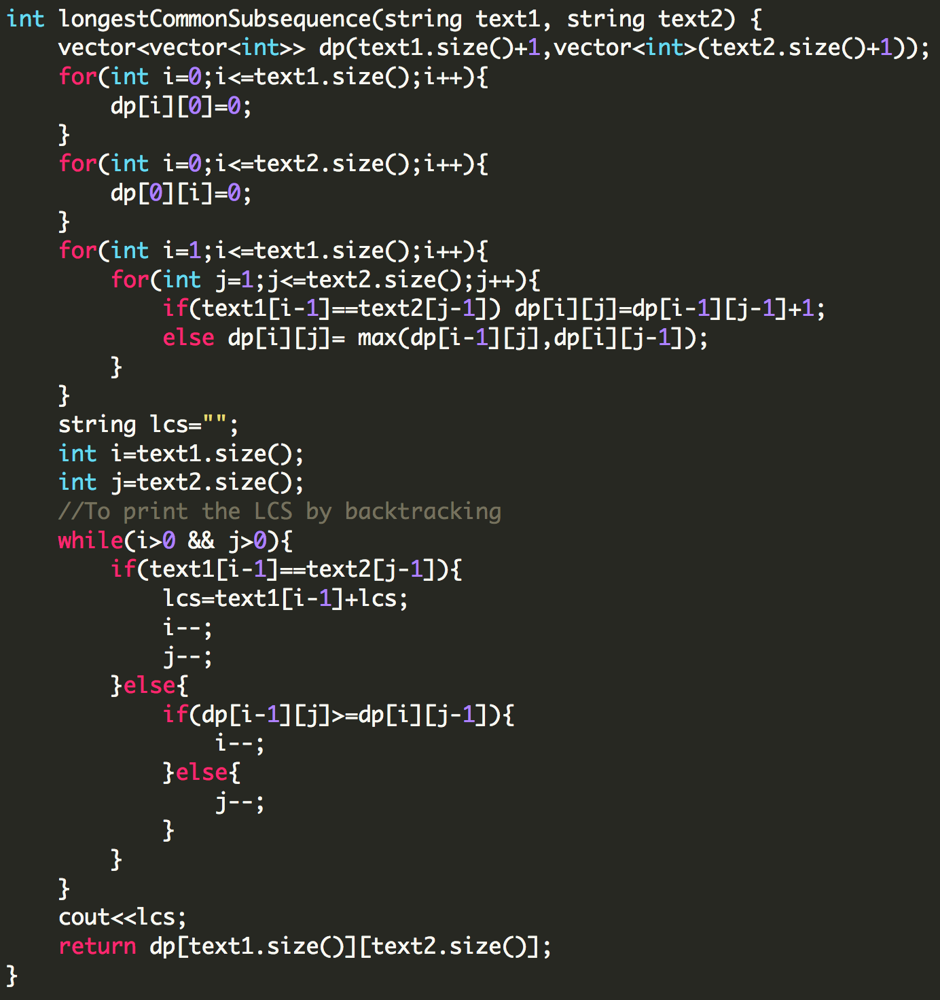 int longestCommonSubsequence(string text1, string text2) {
    vector<vector<int>> dp(text1.size()+1,vector<int>(text2.size()+1));
    for(int i=0;i<=text1.size();i++){
        dp[i][0]=0;
    }
    for(int i=0;i<=text2.size();i++){
        dp[0][i]=0;
    }
    for(int i=1;i<=text1.size();i++){
        for(int j=1;j<=text2.size();j++){
            if(text1[i-1]==text2[j-1]) dp[i][j]=dp[i-1][j-1]+1;
            else dp[i][j]= max(dp[i-1][j],dp[i][j-1]);
        }
    }
    string lcs="";
    int i=text1.size();
    int j=text2.size();
    //To print the LCS by backtracking
    while(i>0 && j>0){
        if(text1[i-1]==text2[j-1]){
            lcs=text1[i-1]+lcs;
            i--;
            j--;
        }else{
            if(dp[i-1][j]>=dp[i][j-1]){
                i--;
            }else{
                j--;
            }
        }
    }
    cout<<lcs;
    return dp[text1.size()][text2.size()];
}